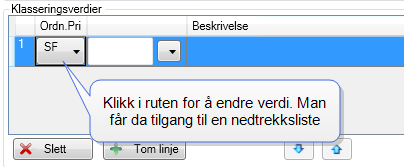 Klasseringsverdier
Ordn.Pri
Beskrivelse
1
SF
Klikk i ruten for å endre verdi. Man
får da tilgang til en nedtrekksliste
Slett
Tom linje